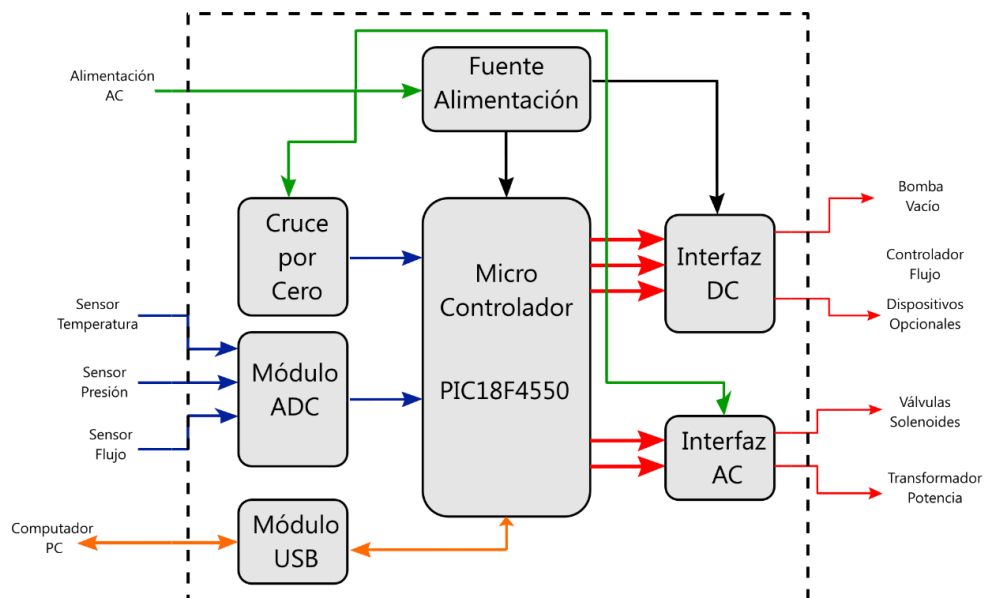 Alimentación
AC
Fuente
Alimentación
Cruce
por
Cero
Micro
Controlador
PIC18F4550
Interfaz
DC
Bomba
Vacío
Controlador
Flujo
Dispositivos
Opcionales
Sensor
Temperatura
Sensor
Presión
Sensor
Flujo
Módulo
ADC
Interfaz
AC
Válvulas
Solenoides
Transformador
Potencia
Computador
PC
Módulo
USB